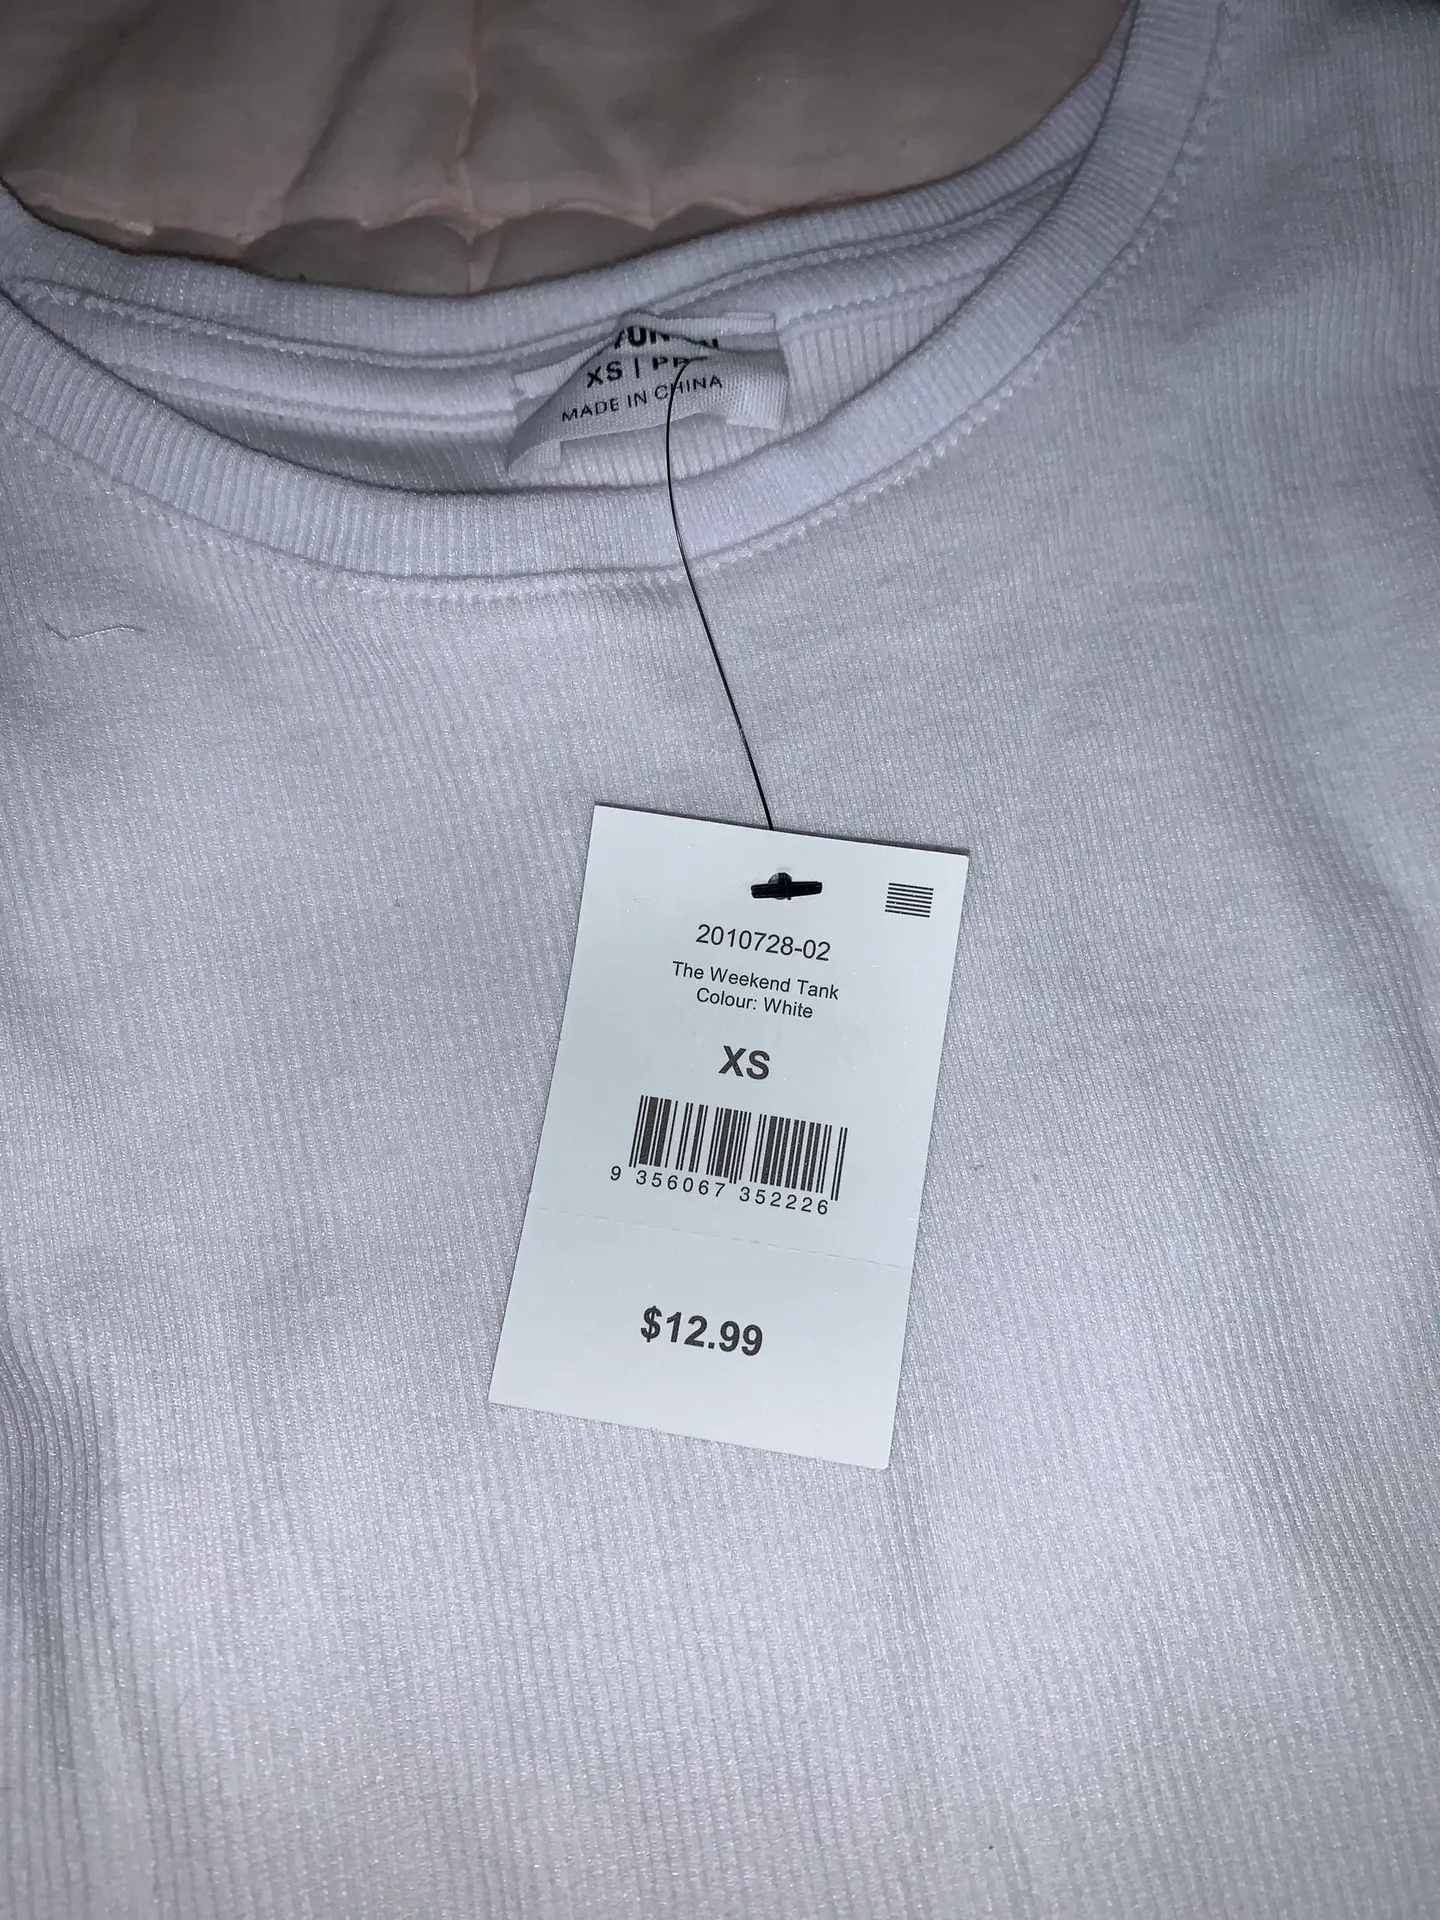 XS |
MADE IN CHINA
2010728-02
The Weekend Tank
Colour: White
XS
9 356067 352226
$12.99